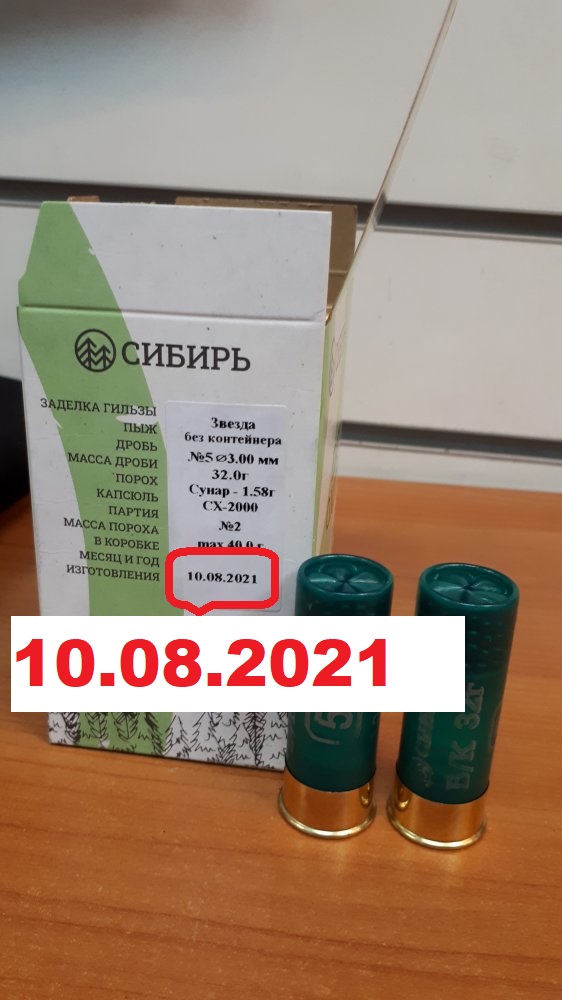 СИБИРЬ
ЗАДЕЛКА ГИЛЬЗЫ Звезда
ПЫЖ без контейнера
ДРОБЬ №5 ⌀3.00 мм
МАССА ДРОБИ 32.0г
ПОРОХ Сунар - 1.58г
КАПСЮЛЬ СХ-2000
ПАРТИЯ №2
МАССА ПОРОХА
В КОРОБКЕ max 40.0 г
МЕСЯЦ И ГОД
ИЗГОТОВЛЕНИЯ 10.08.2021
10.08.2021
5
Б/К 32г